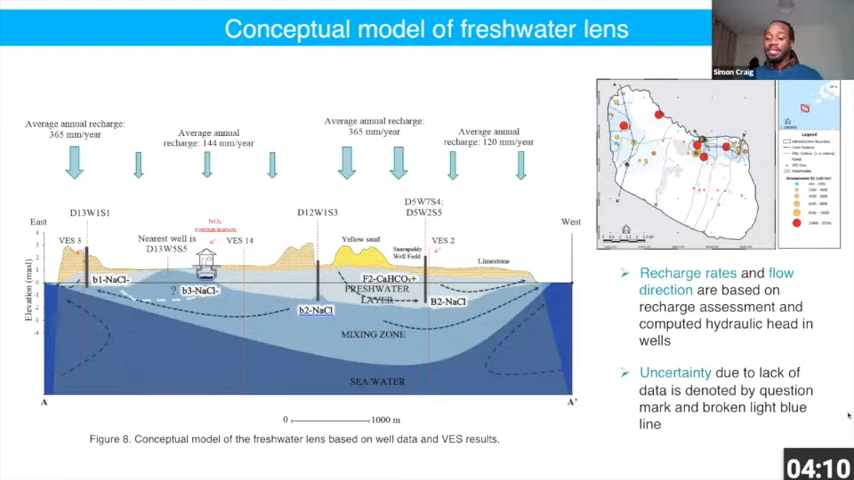 Conceptual model of freshwater lens
Simon Craig
Average annual recharge:
365 mm/year
Average annual
recharge: 144 mm/year
Average annual recharge:
365 mm/year
Average annual
recharge: 120 mm/year
East
D13W1S1
NO₃
contamination
D12W1S3
D5W7S4;
D5W2S5
West
VES 3
Nearest well is
D13W5S5
VES 14
Yellow sand
Well Field
VES 2
Limestone
Elevation (masl)
b1-NaCl-
?
b3-NaCl-
F2-CaHCO₃+
FRESHWATER
LAYER
B2-NaCl
b2-NaCl
MIXING ZONE
SEA WATER
A
A'
0
1000 m
Figure 8. Conceptual model of the freshwater lens based on well data and VES results.
Legend
Recharge rates and flow
direction are based on
recharge assessment and
computed hydraulic head in
wells
Uncertainty due to lack of
data is denoted by question
mark and broken light blue
line
04:10